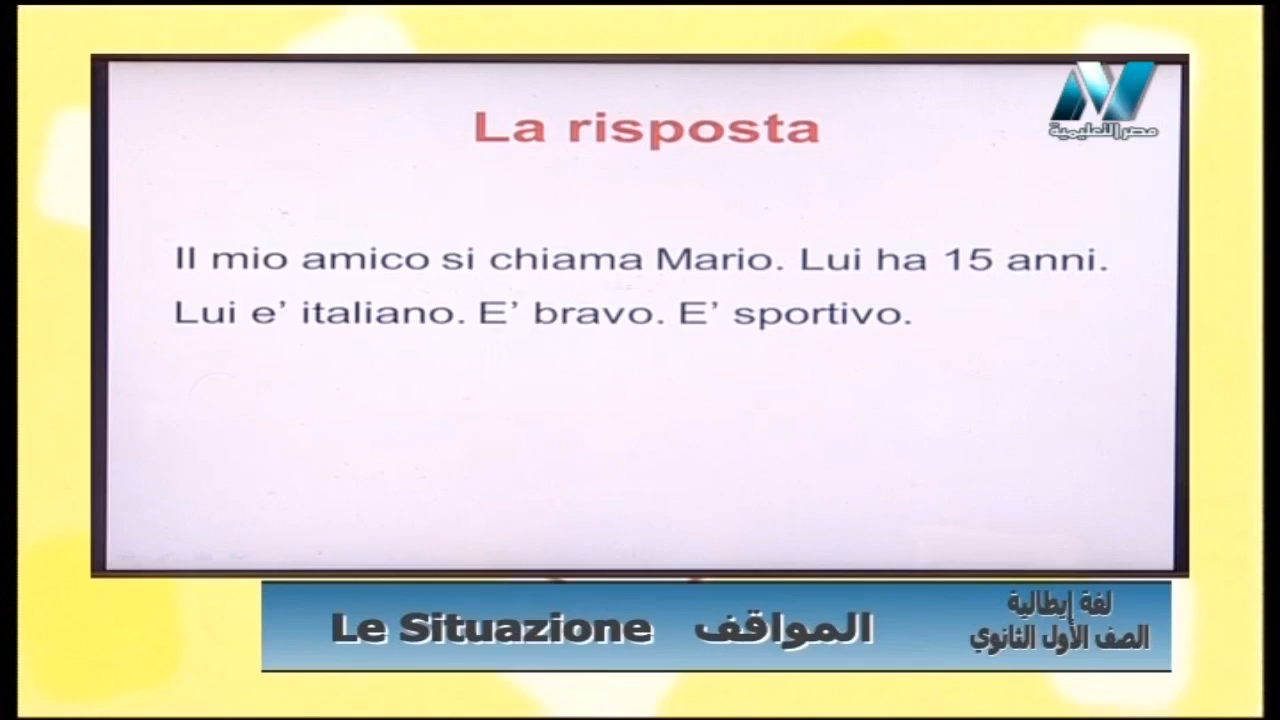 مصر التعليمية
La risposta
Il mio amico si chiama Mario. Lui ha 15 anni.
Lui e’ italiano. E’ bravo. E’ sportivo.
Le Situazione المواقف
لغة إيطالية
الصف الأول الثانوي